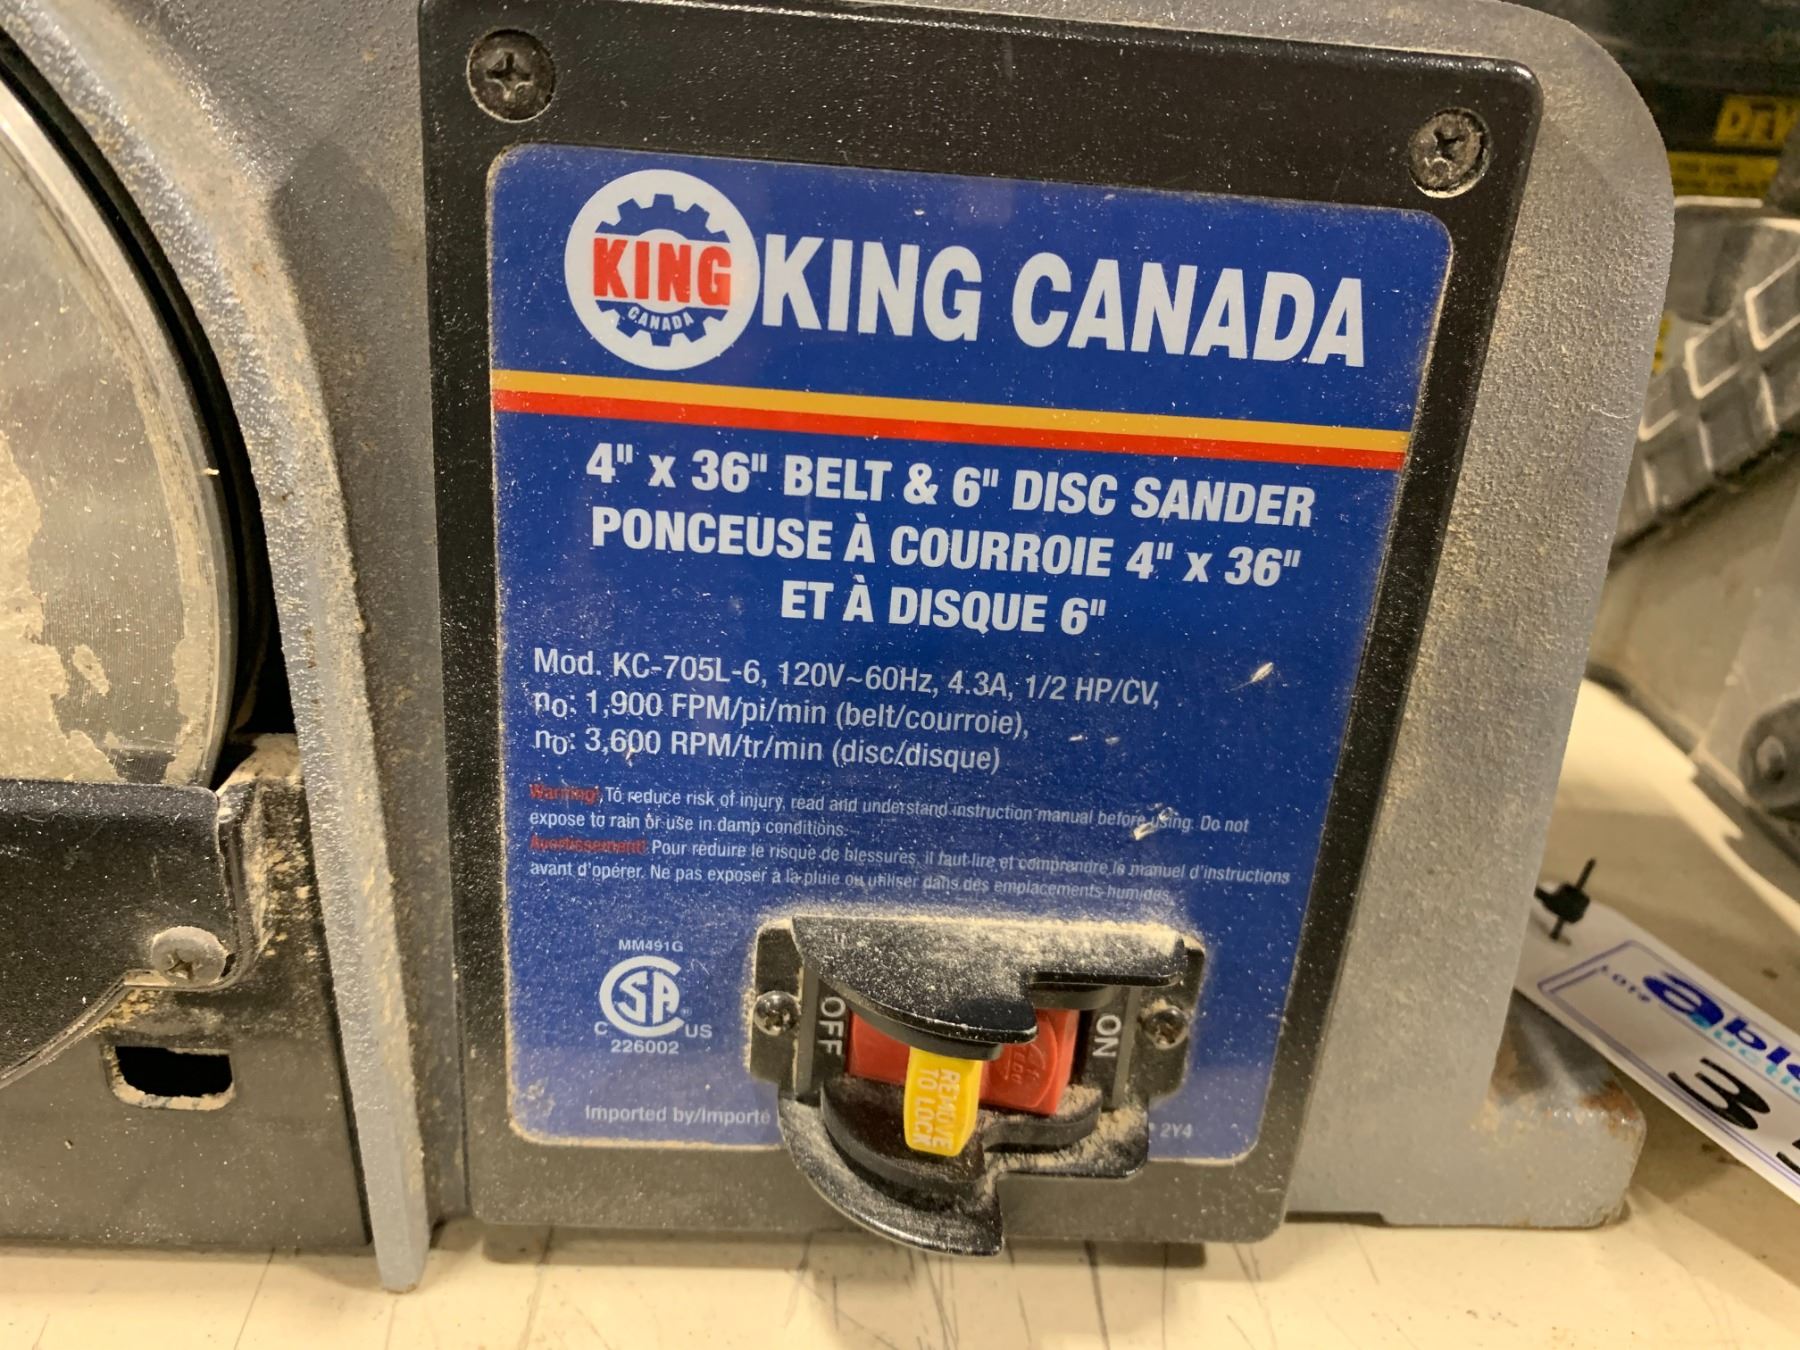 KING
CANADA
KING CANADA
4" x 36" BELT & 6" DISC SANDER
PONCEUSE À COURROIE 4" x 36"
ET À DISQUE 6"
Mod. KC-705L-6, 120V~60Hz, 4.3A, 1/2 HP/CV,
no: 1,900 FPM/pi/min (belt/courroie),
no: 3,600 RPM/tr/min (disc/disque)
Warning! To reduce risk of injury, read and understand instruction manual before using. Do not
expose to rain or use in damp conditions.
Avertissement! Pour réduire le risque de blessures, il faut lire et comprendre le manuel d'instructions
avant d'opérer. Ne pas exposer à la pluie ou utiliser dans des emplacements humides.
MM491G
CSA®
C US
226002
OFF
ON
REMOVE
TO LOCK
Imported by/Importé
2Y4
LOT#